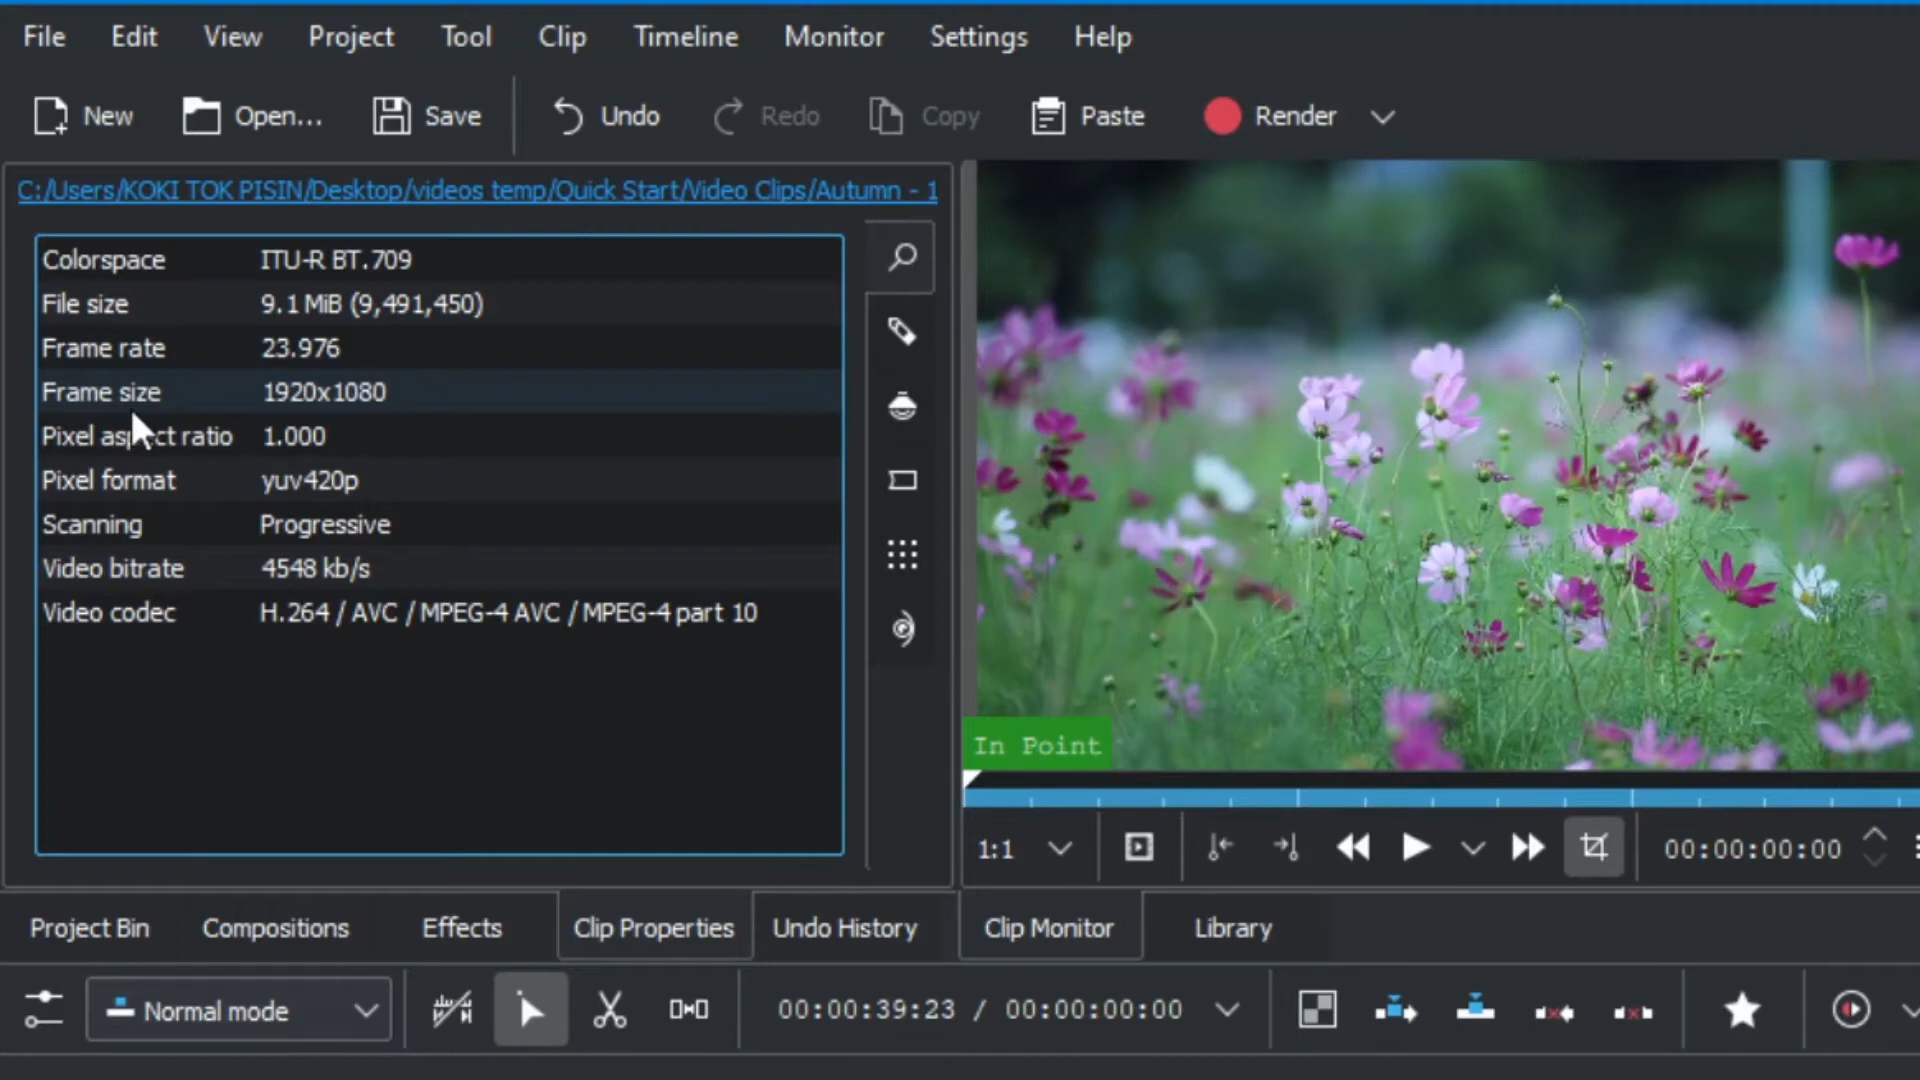 File Edit View Project Tool Clip Timeline Monitor Settings Help
New Open... Save Undo Redo Copy Paste Render
C:/Users/KOKI TOK PISIN/Desktop/videos temp/Quick Start/Video Clips/Autumn - 1
Colorspace ITU-R BT.709
File size 9.1 MiB (9,491,450)
Frame rate 23.976
Frame size 1920x1080
Pixel aspect ratio 1.000
Pixel format yuv420p
Scanning Progressive
Video bitrate 4548 kb/s
Video codec H.264 / AVC / MPEG-4 AVC / MPEG-4 part 10
In Point
1:1 00:00:00:00
Project Bin Compositions Effects Clip Properties Undo History Clip Monitor Library
Normal mode 00:00:39:23 / 00:00:00:00